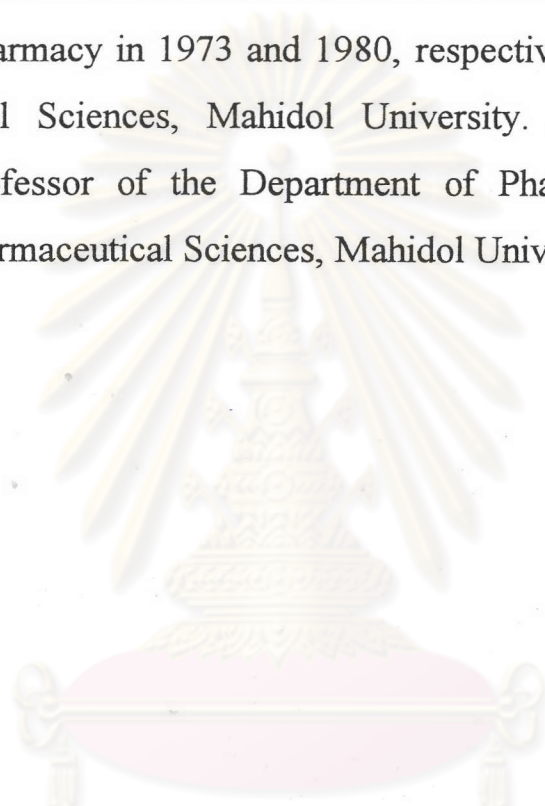 armacy in 1973 and 1980, respectiv
l Sciences, Mahidol University.
fessor of the Department of Pha
rmaceutical Sciences, Mahidol Univ